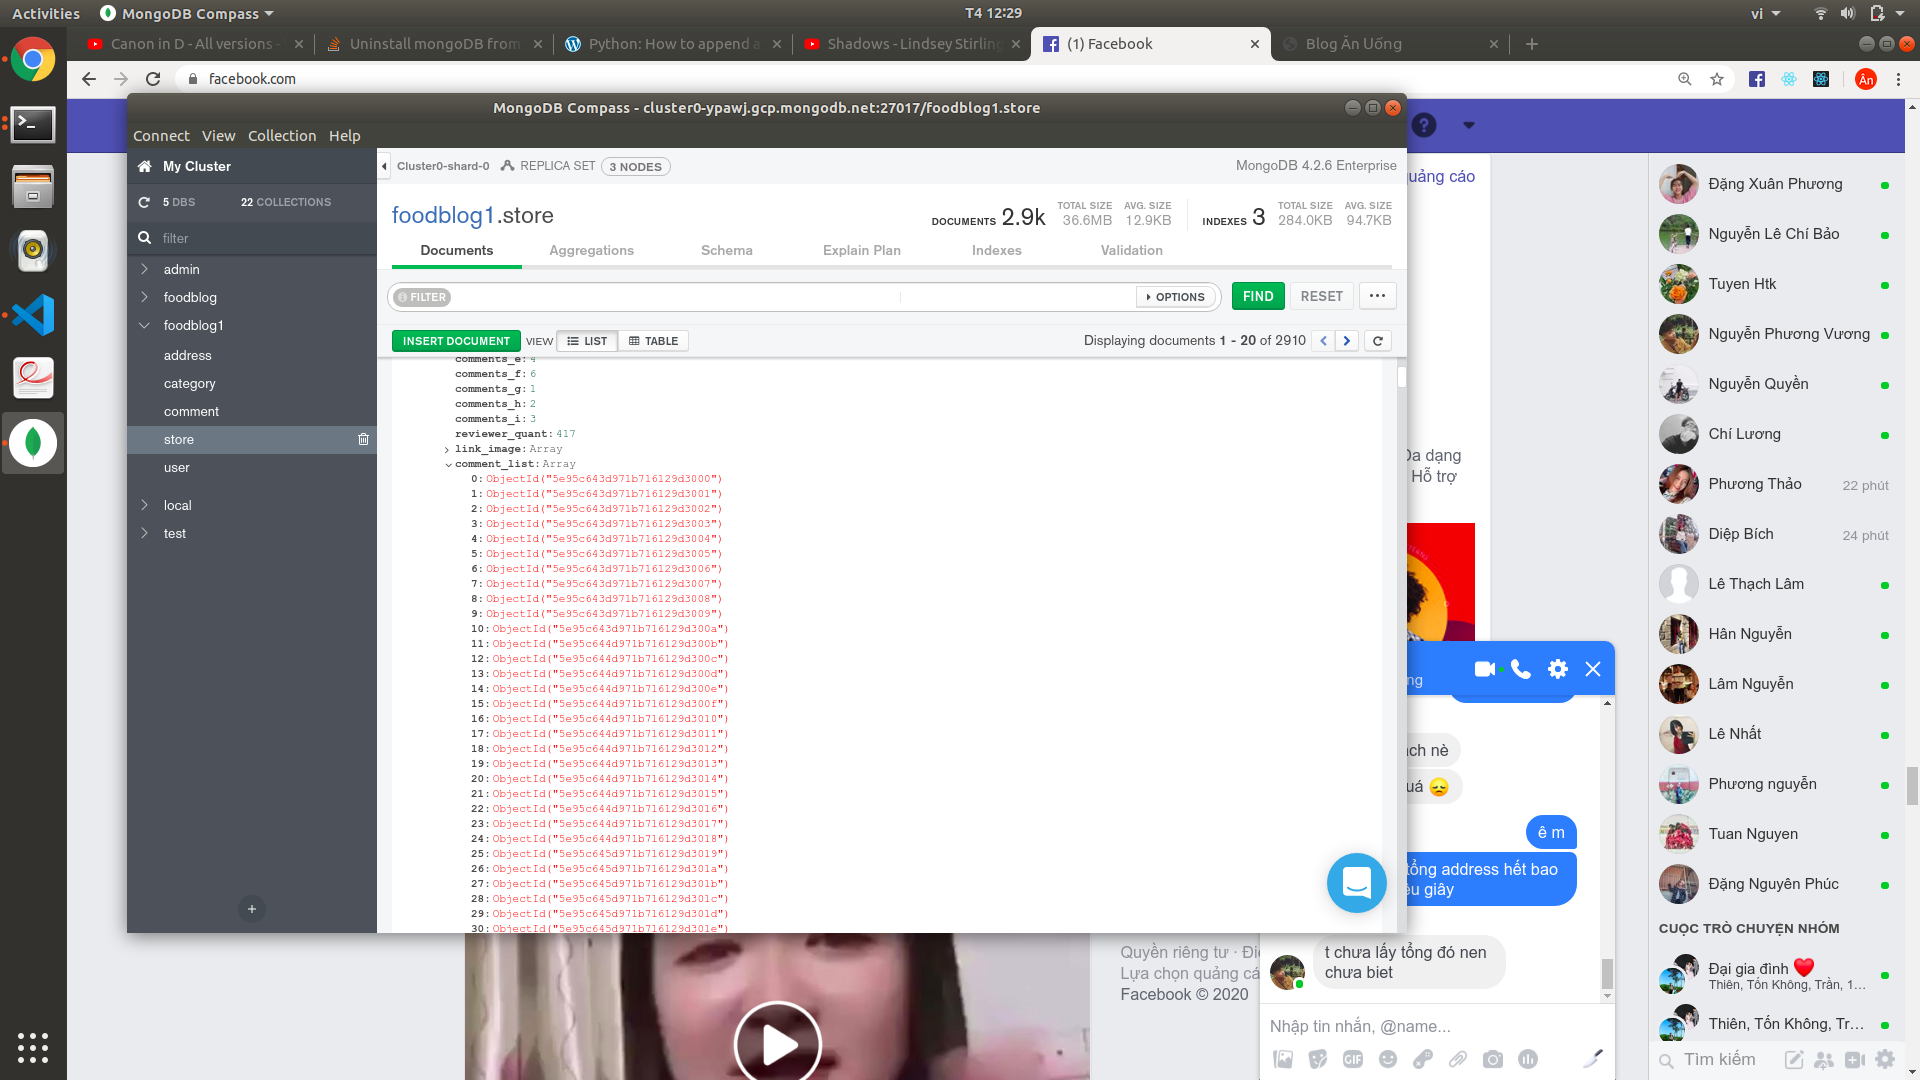 Activities
MongoDB Compass
T4 12:29
vi
Canon in D - All versions -
Uninstall mongoDB from
Python: How to append a
Shadows - Lindsey Stirling
(1) Facebook
Blog Ăn Uống
facebook.com
Ân
MongoDB Compass - cluster0-ypawj.gcp.mongodb.net:27017/foodblog1.store
Connect View Collection Help
My Cluster
5 DBS 22 COLLECTIONS
filter
admin
foodblog
foodblog1
address
category
comment
store
user
local
test
Cluster0-shard-0 REPLICA SET 3 NODES
MongoDB 4.2.6 Enterprise
foodblog1.store
DOCUMENTS 2.9k TOTAL SIZE 36.6MB AVG. SIZE 12.9KB
INDEXES 3 TOTAL SIZE 284.0KB AVG. SIZE 94.7KB
Documents Aggregations Schema Explain Plan Indexes Validation
FILTER OPTIONS FIND RESET
INSERT DOCUMENT VIEW LIST TABLE
Displaying documents 1 - 20 of 2910
comments_e: 4
comments_f: 6
comments_g: 1
comments_h: 2
comments_i: 3
reviewer_quant: 417
link_image: Array
comment_list: Array
0: ObjectId("5e95c643d971b716129d3000")
1: ObjectId("5e95c643d971b716129d3001")
2: ObjectId("5e95c643d971b716129d3002")
3: ObjectId("5e95c643d971b716129d3003")
4: ObjectId("5e95c643d971b716129d3004")
5: ObjectId("5e95c643d971b716129d3005")
6: ObjectId("5e95c643d971b716129d3006")
7: ObjectId("5e95c643d971b716129d3007")
8: ObjectId("5e95c643d971b716129d3008")
9: ObjectId("5e95c643d971b716129d3009")
10: ObjectId("5e95c643d971b716129d300a")
11: ObjectId("5e95c644d971b716129d300b")
12: ObjectId("5e95c644d971b716129d300c")
13: ObjectId("5e95c644d971b716129d300d")
14: ObjectId("5e95c644d971b716129d300e")
15: ObjectId("5e95c644d971b716129d300f")
16: ObjectId("5e95c644d971b716129d3010")
17: ObjectId("5e95c644d971b716129d3011")
18: ObjectId("5e95c644d971b716129d3012")
19: ObjectId("5e95c644d971b716129d3013")
20: ObjectId("5e95c644d971b716129d3014")
21: ObjectId("5e95c644d971b716129d3015")
22: ObjectId("5e95c644d971b716129d3016")
23: ObjectId("5e95c644d971b716129d3017")
24: ObjectId("5e95c644d971b716129d3018")
25: ObjectId("5e95c645d971b716129d3019")
26: ObjectId("5e95c645d971b716129d301a")
27: ObjectId("5e95c645d971b716129d301b")
28: ObjectId("5e95c645d971b716129d301c")
29: ObjectId("5e95c645d971b716129d301d")
30: ObjectId("5e95c645d971b716129d301e")
uảng cáo
Đa dạng
Hỗ trợ
ng
ách nè
uá
ê m
tổng address hết bao
êu giây
t chưa lấy tổng đó nen
chưa biet
Nhập tin nhắn, @name...
GIF
Quyền riêng tư · Đi
Lựa chọn quảng cá
Facebook © 2020
Đặng Xuân Phương
Nguyễn Lê Chí Bảo
Tuyen Htk
Nguyễn Phương Vương
Nguyễn Quyền
Chí Lương
Phương Thảo 22 phút
Diệp Bích 24 phút
Lê Thạch Lâm
Hân Nguyễn
Lâm Nguyễn
Lê Nhất
Phương nguyễn
Tuan Nguyen
Đặng Nguyên Phúc
CUỘC TRÒ CHUYỆN NHÓM
Đại gia đình ❤️
Thiên, Tốn Không, Trần, 1...
Thiên, Tốn Không, Tr...
Tìm kiếm